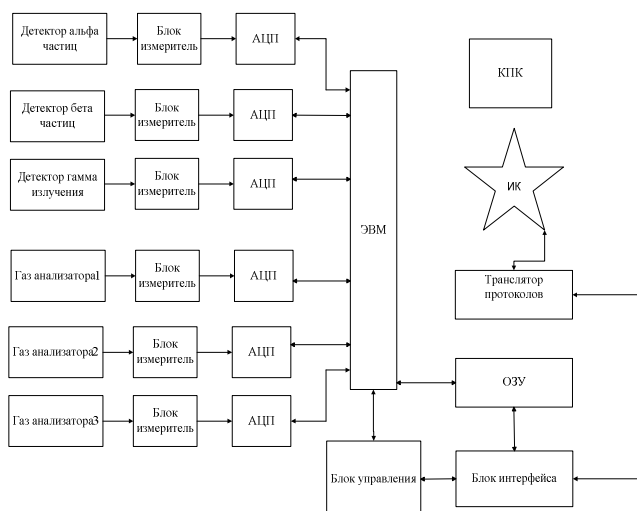 Детектор альфа
частиц
Блок
измеритель
АЦП
КПК
Детектор бета
частиц
Блок
измеритель
АЦП
Детектор гамма
излучения
Блок
измеритель
АЦП
ИК
ЭВМ
Газ анализатора1
Блок
измеритель
АЦП
Транслятор
протоколов
Газ анализатора2
Блок
измеритель
АЦП
ОЗУ
Газ анализатора3
Блок
измеритель
АЦП
Блок управления
Блок интерфейса